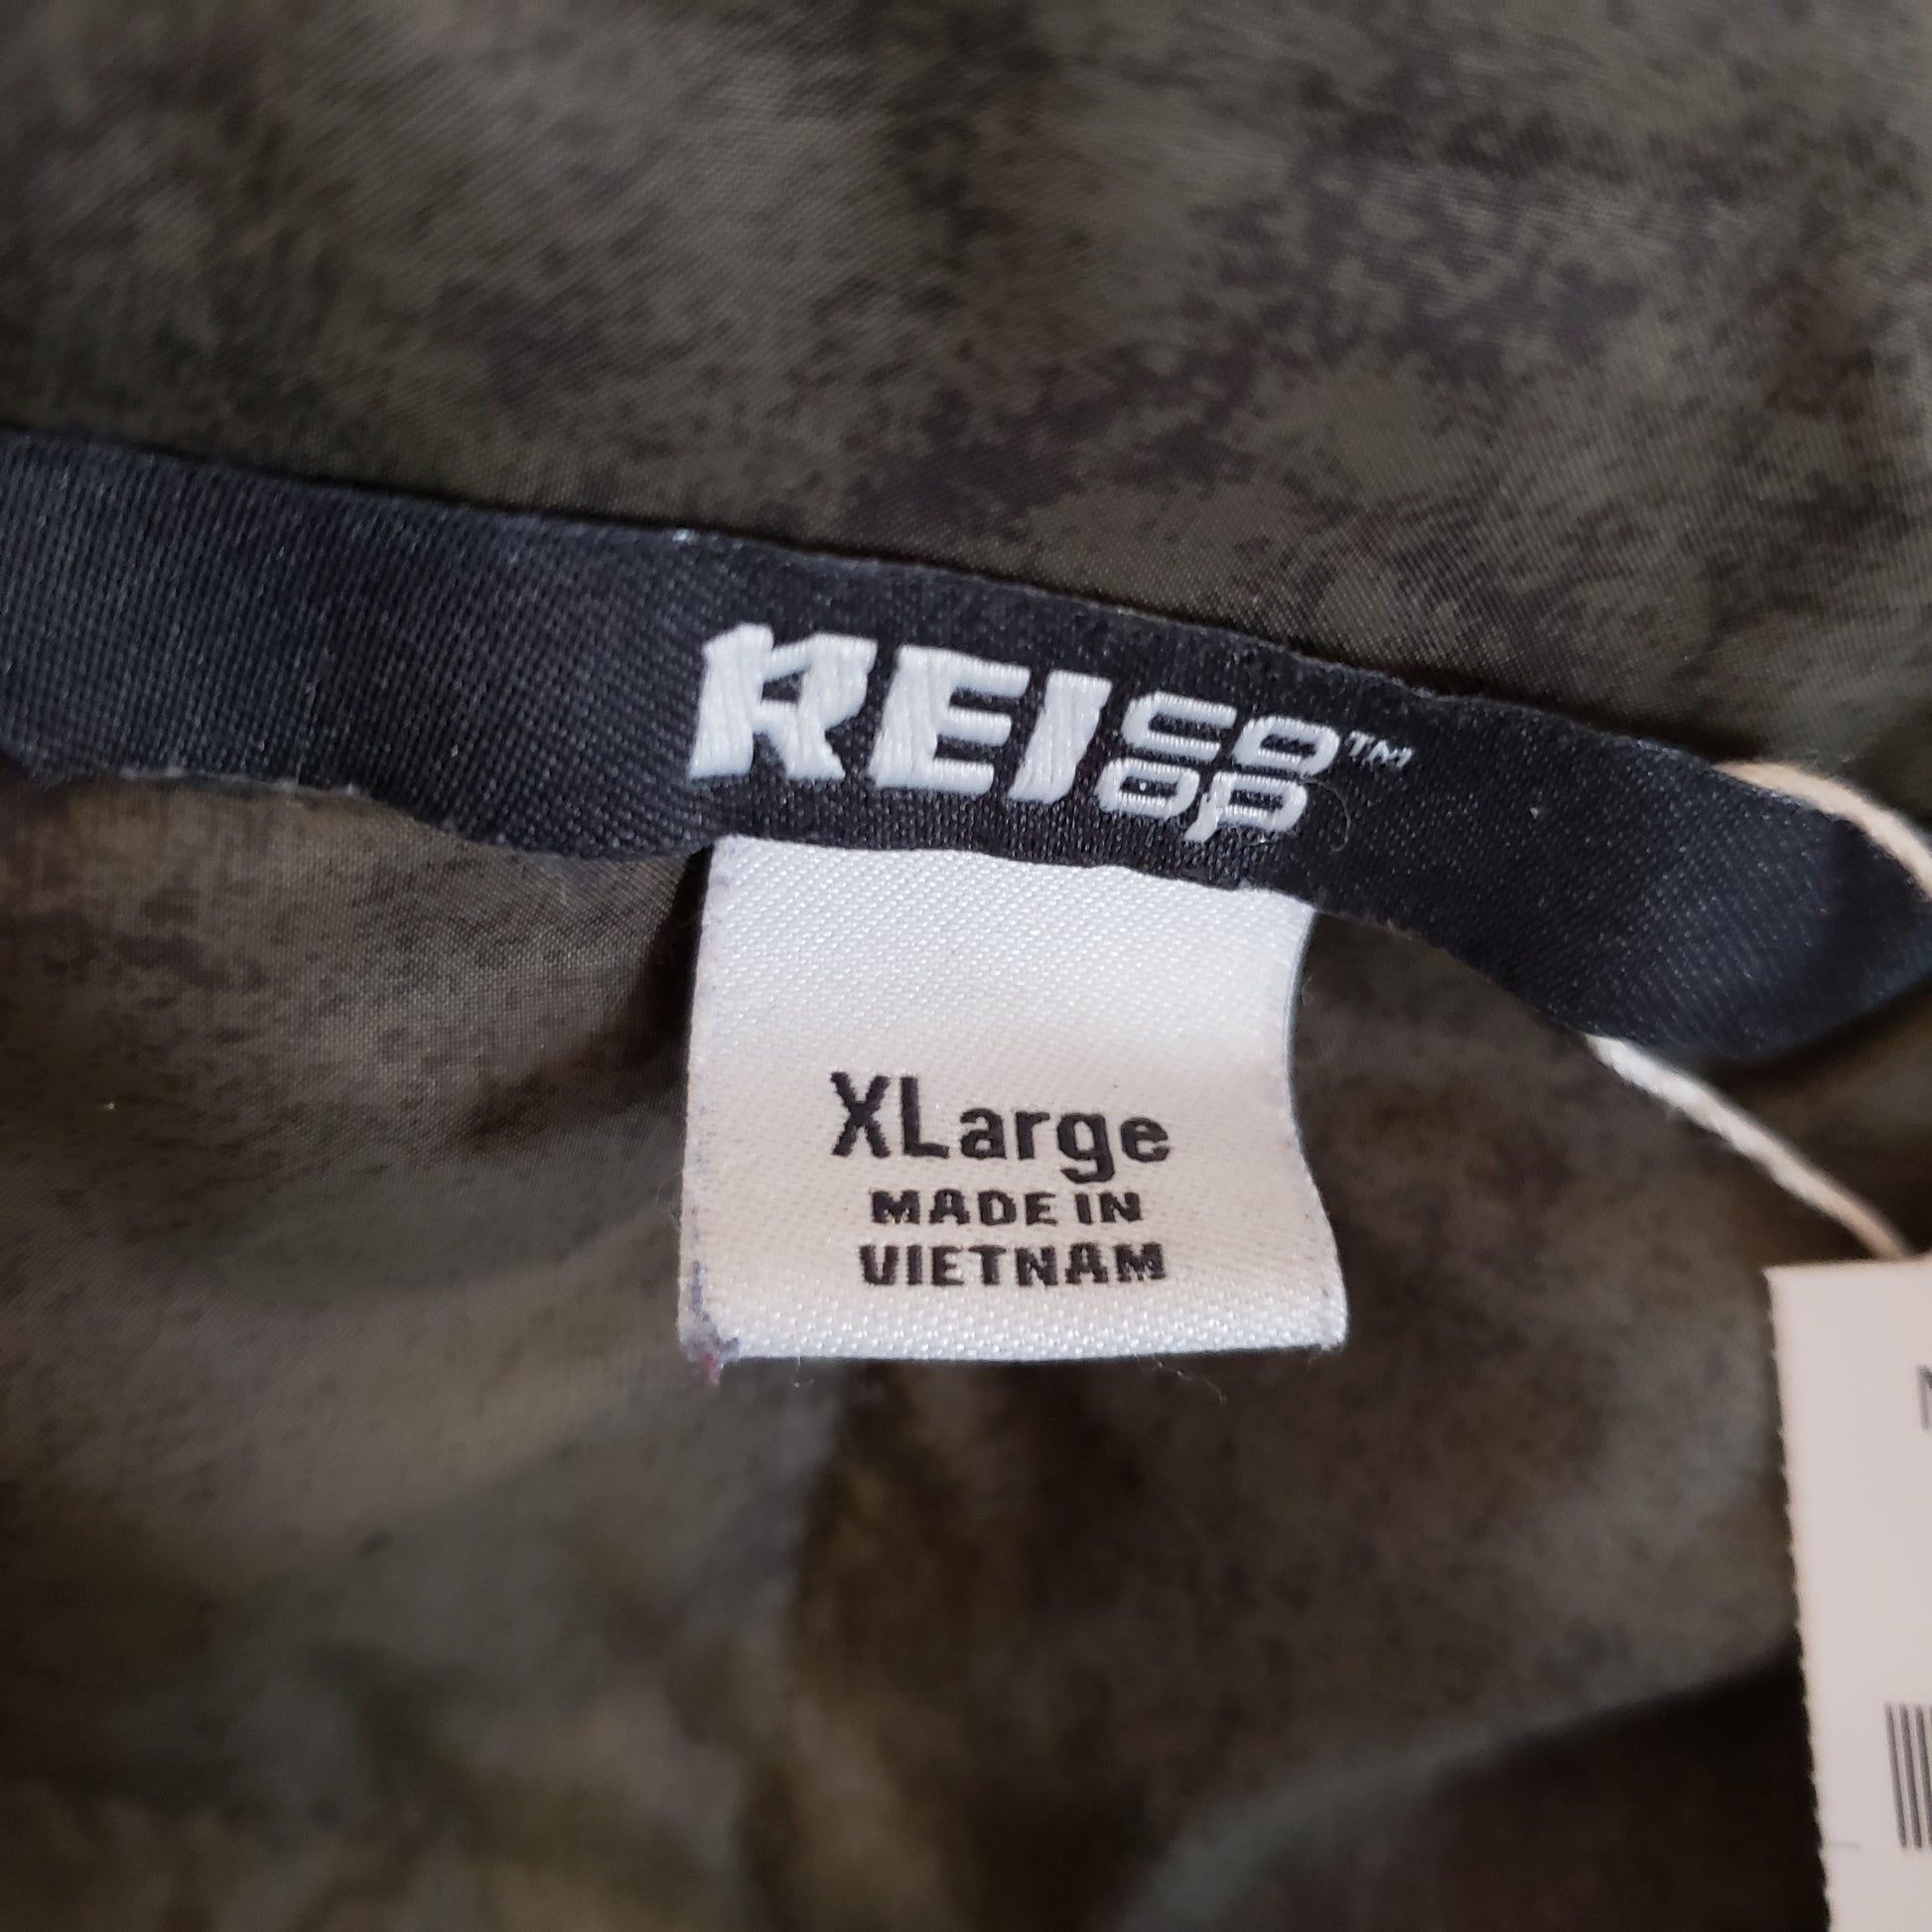 REI CO OP™
XLarge
MADE IN
VIETNAM